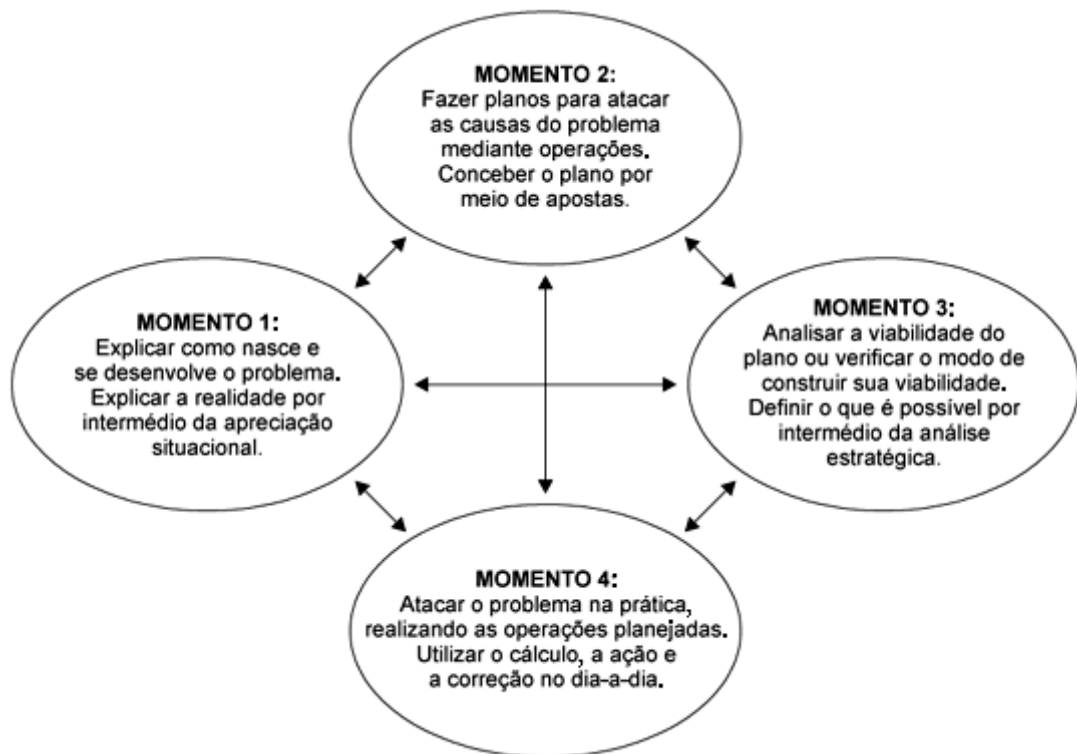 MOMENTO 2:
Fazer planos para atacar
as causas do problema
mediante operações.
Conceber o plano por
meio de apostas.
MOMENTO 1:
Explicar como nasce e
se desenvolve o problema.
Explicar a realidade por
intermédio da apreciação
situacional.
MOMENTO 3:
Analisar a viabilidade do
plano ou verificar o modo de
construir sua viabilidade.
Definir o que é possível por
intermédio da análise
estratégica.
MOMENTO 4:
Atacar o problema na prática,
realizando as operações planejadas.
Utilizar o cálculo, a ação e
a correção no dia-a-dia.